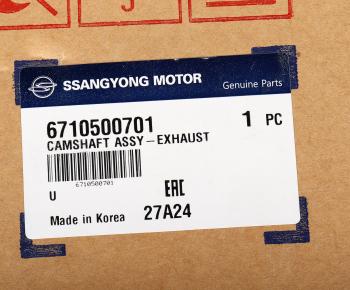 SSANGYONG MOTOR
Genuine Parts
6710500701 1 PC
CAMSHAFT ASSY-EXHAUST
6710500701
U EAC
Made in Korea 27A24